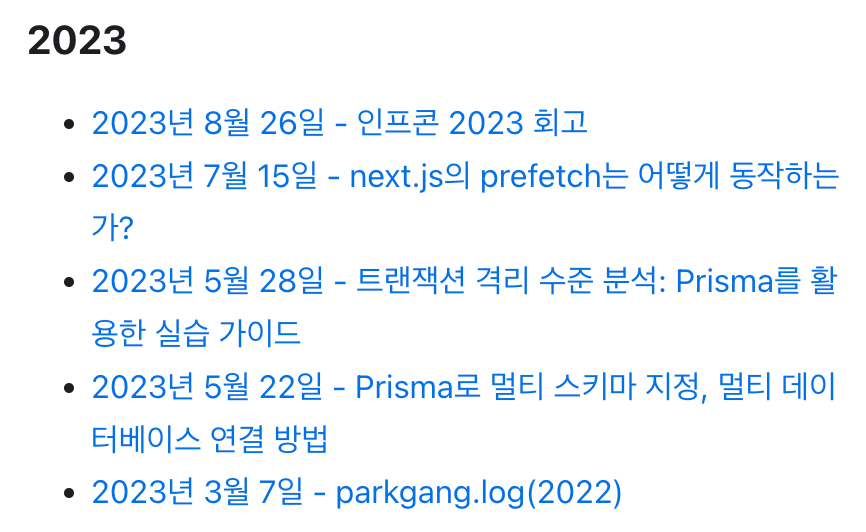 2023
2023년 8월 26일 - 인프콘 2023 회고
2023년 7월 15일 - next.js의 prefetch는 어떻게 동작하는
가?
2023년 5월 28일 - 트랜잭션 격리 수준 분석: Prisma를 활
용한 실습 가이드
2023년 5월 22일 - Prisma로 멀티 스키마 지정, 멀티 데이
터베이스 연결 방법
2023년 3월 7일 - parkgang.log(2022)